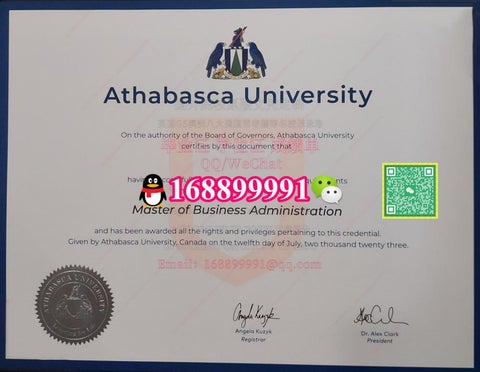 Athabasca University
On the authority of the Board of Governors, Athabasca University
certifies by this document that
QQ/WeChat
168899991
Master of Business Administration
and has been awarded all the rights and privileges pertaining to this credential.
Given by Athabasca University, Canada on the twelfth day of July, two thousand twenty three.
Email: 168899991@qq.com
ATHABASCA UNIVERSITY
Angela Kuzyk
Registrar
Dr. Alex Clark
President